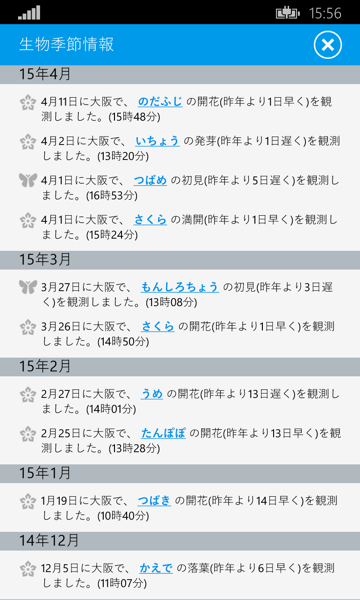 15:56
生物季節情報
15年4月
4月11日に大阪で、 のだふじ の開花(昨年より1日早く)を観
測しました。(15時48分)
4月2日に大阪で、 いちょう の発芽(昨年より1日遅く)を観測
しました。(13時20分)
4月1日に大阪で、 つばめ の初見(昨年より5日遅く)を観測し
ました。(16時53分)
4月1日に大阪で、 さくら の満開(昨年より1日早く)を観測し
ました。(15時24分)
15年3月
3月27日に大阪で、 もんしろちょう の初見(昨年より3日遅
く)を観測しました。(13時08分)
3月26日に大阪で、 さくら の開花(昨年より1日早く)を観測
しました。(14時50分)
15年2月
2月27日に大阪で、 うめ の開花(昨年より13日遅く)を観測し
ました。(14時01分)
2月25日に大阪で、 たんぽぽ の開花(昨年より13日早く)を観
測しました。(13時28分)
15年1月
1月19日に大阪で、 つばき の開花(昨年より14日早く)を観測
しました。(10時40分)
14年12月
12月5日に大阪で、 かえで の落葉(昨年より6日早く)を観測し
ました。(11時07分)